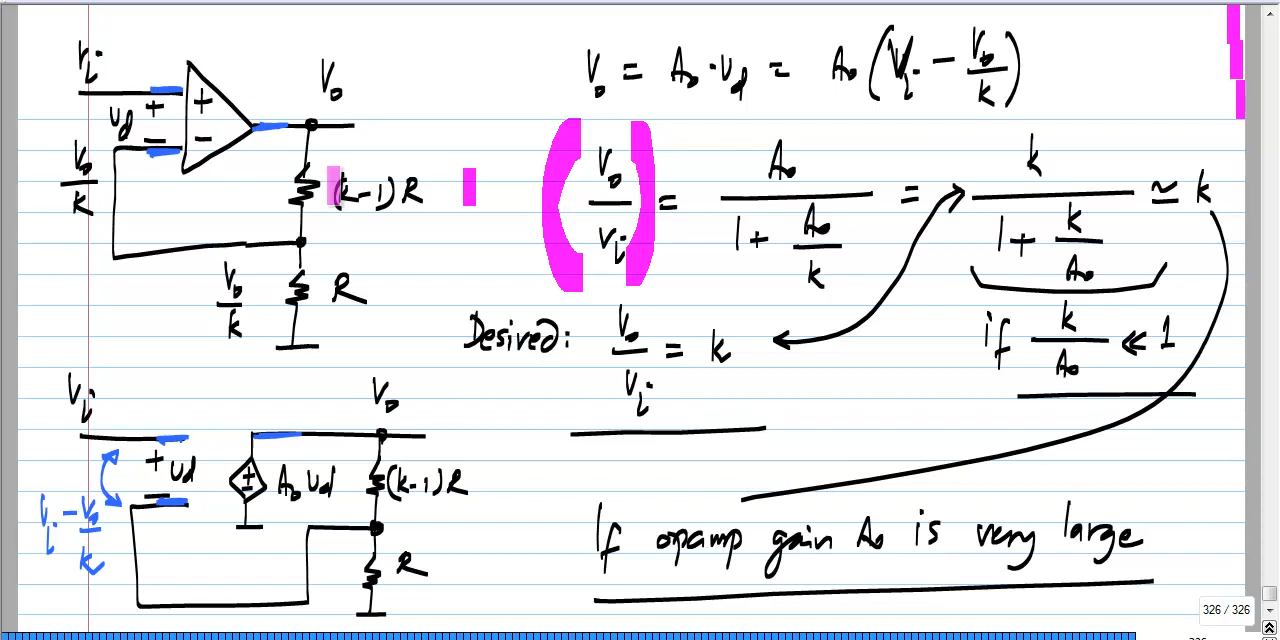 Vi
Vo
+
vd
−
+
−
Vo/k
(k-1)R
Vo/k
R
Vo = Ao·vd = Ao(Vi − Vo/k)
(Vo/Vi) = Ao/(1 + Ao/k) = k/(1 + k/Ao) ≃ k
Desired: Vo/Vi = k
if k/Ao ≪ 1
Vi
Vo
+ vd
−
± Ao vd
(k-1)R
Vi − Vo/k
R
If opamp gain Ao is very large
326 / 326